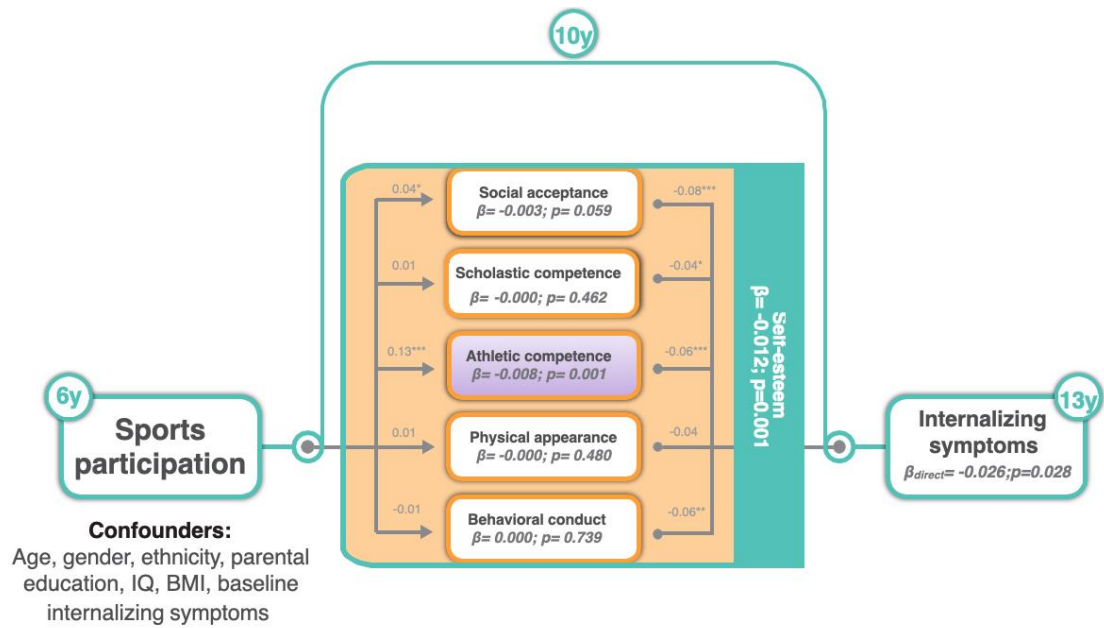 10y
0.04*
Social acceptance
β= -0.003; p= 0.059
-0.08***
0.01
Scholastic competence
β= -0.000; p= 0.462
-0.04*
0.13***
Athletic competence
β= -0.008; p= 0.001
-0.06***
Self-esteem
β= -0.012; p=0.001
6y
Sports
participation
0.01
Physical appearance
β= -0.000; p= 0.480
-0.04
13y
Internalizing
symptoms
βdirect= -0.026;p=0.028
-0.01
Behavioral conduct
β= 0.000; p= 0.739
-0.06**
Confounders:
Age, gender, ethnicity, parental
education, IQ, BMI, baseline
internalizing symptoms